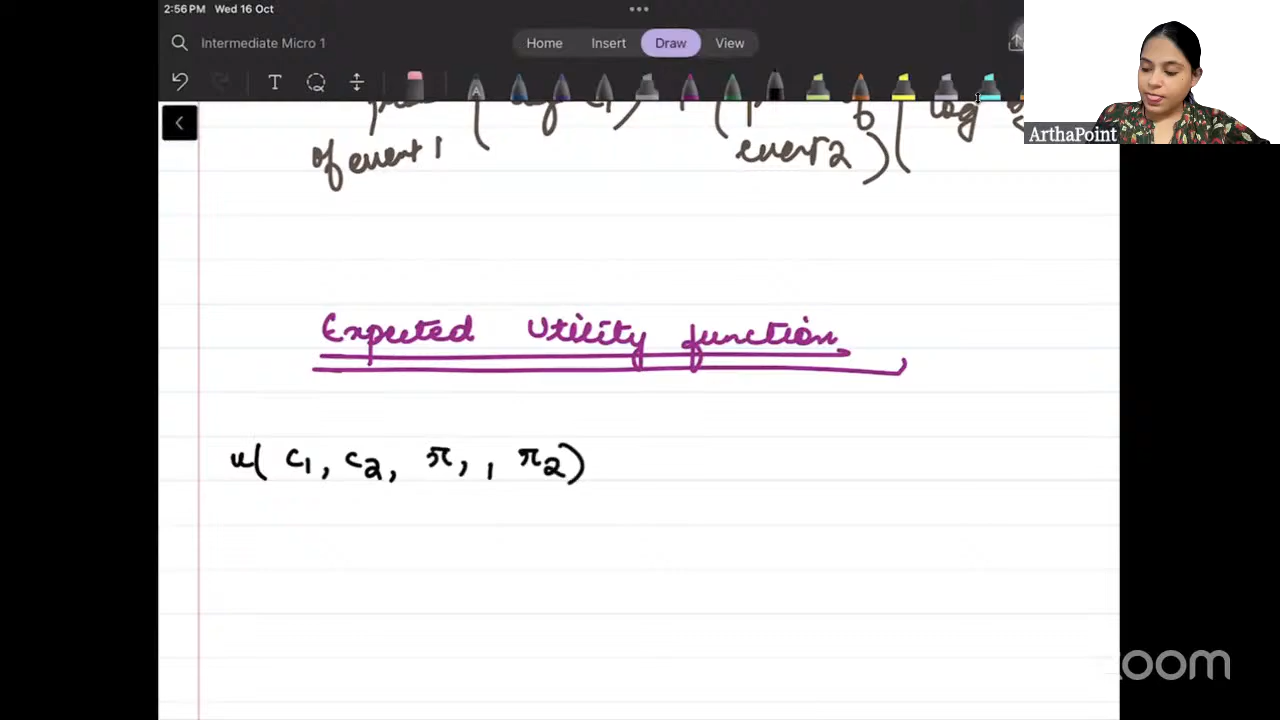 2:56 PM Wed 16 Oct
Intermediate Micro 1
Home Insert Draw View
ArthaPoint
of event 1
event 2
Expected Utility function
u( c1, c2, π1, π2)
zoom